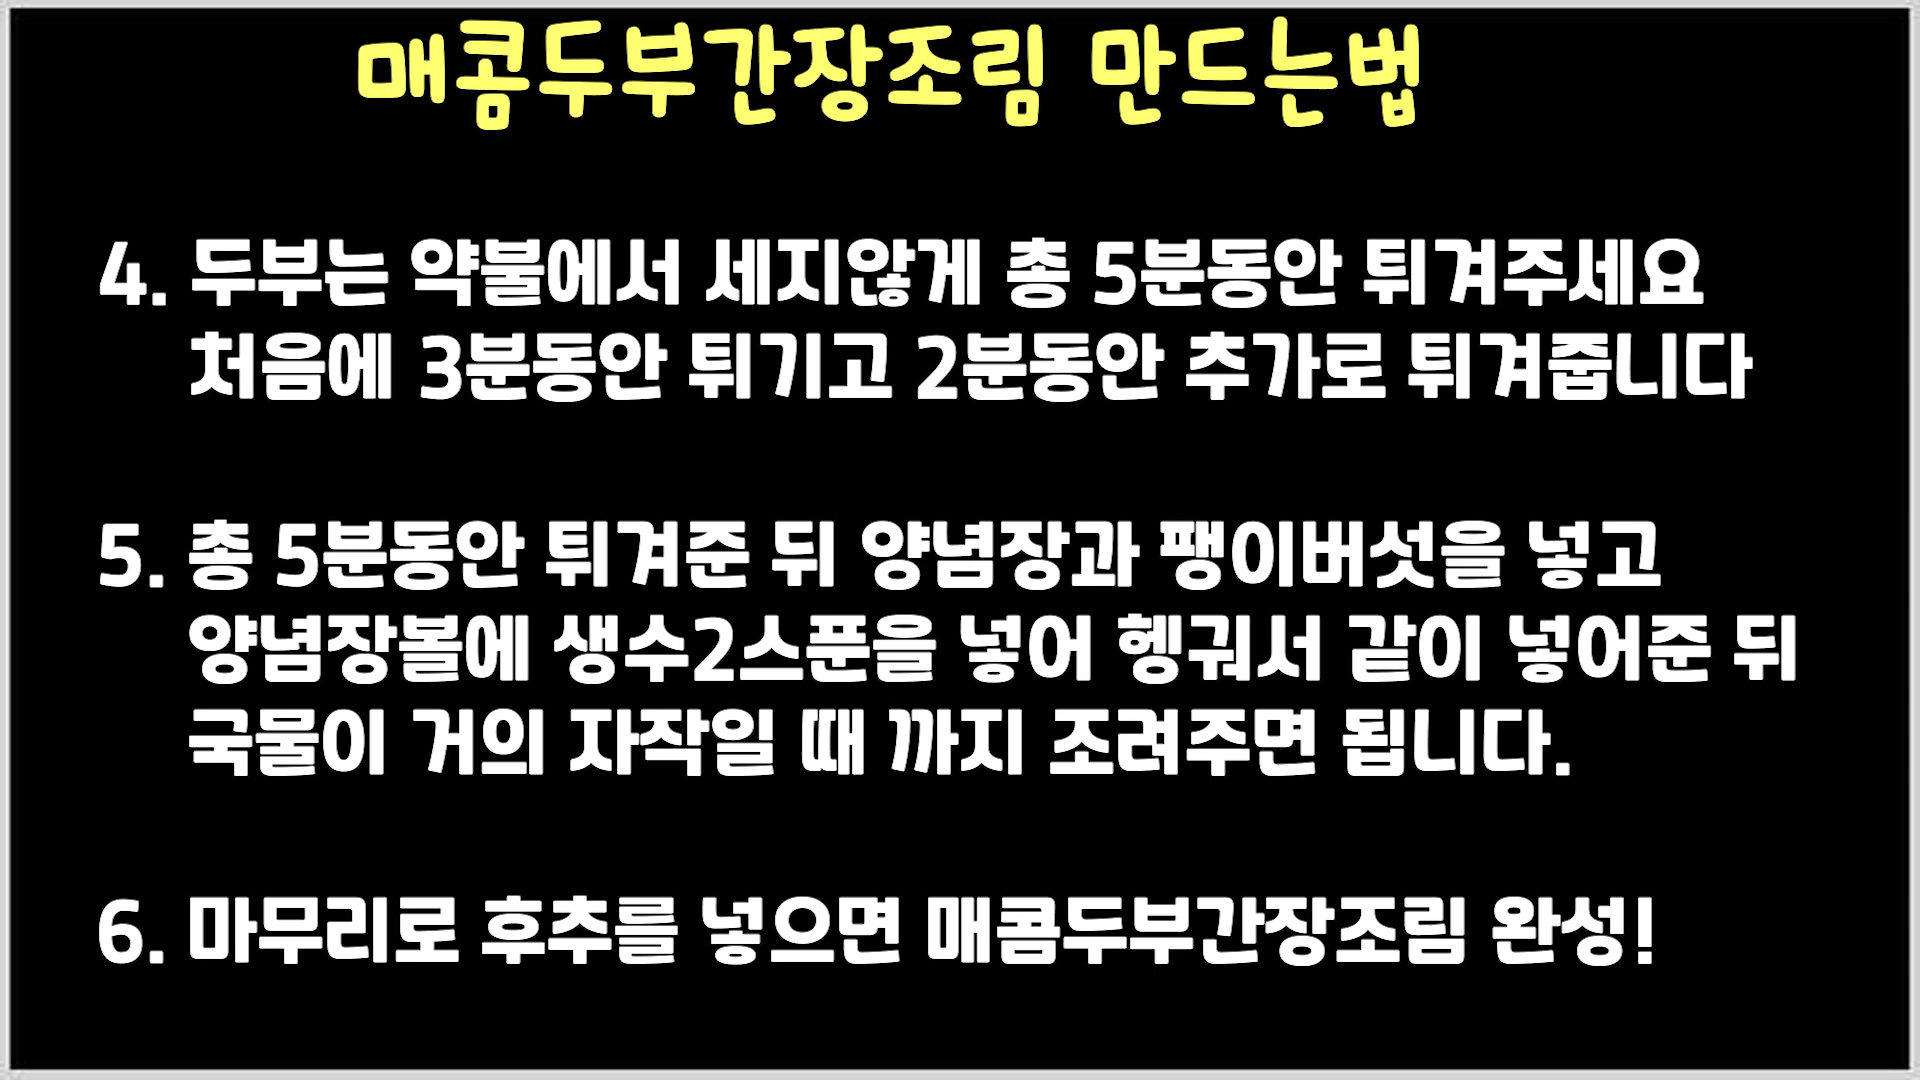 매콤두부간장조림 만드는법
4. 두부는 약불에서 세지않게 총 5분동안 튀겨주세요
처음에 3분동안 튀기고 2분동안 추가로 튀겨줍니다
5. 총 5분동안 튀겨준 뒤 양념장과 팽이버섯을 넣고
양념장볼에 생수2스푼을 넣어 헹궈서 같이 넣어준 뒤
국물이 거의 자작일 때 까지 조려주면 됩니다.
6. 마무리로 후추를 넣으면 매콤두부간장조림 완성!